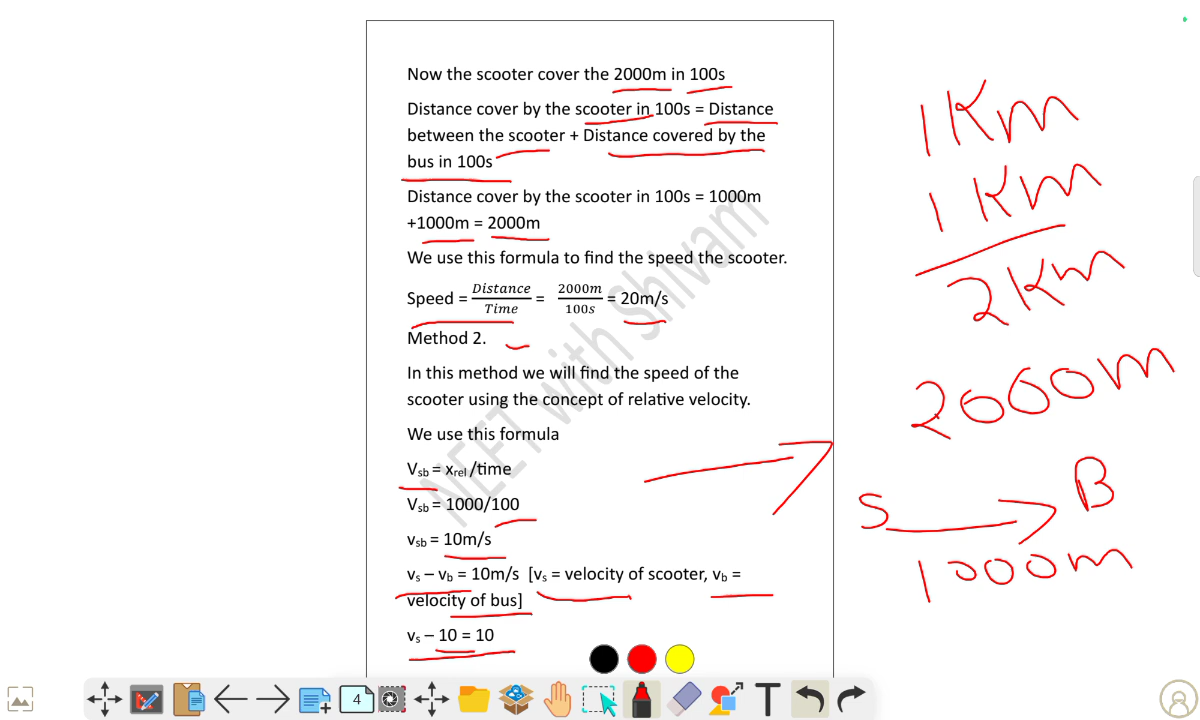 Now the scooter cover the 2000m in 100s
Distance cover by the scooter in 100s = Distance
between the scooter + Distance covered by the
bus in 100s
Distance cover by the scooter in 100s = 1000m
+1000m = 2000m
We use this formula to find the speed the scooter.
Speed = Distance/Time = 2000m/100s = 20m/s
Method 2.
In this method we will find the speed of the
scooter using the concept of relative velocity.
We use this formula
Vsb = xrel /time
Vsb = 1000/100
vsb = 10m/s
vs – vb = 10m/s [vs = velocity of scooter, vb =
velocity of bus]
vs – 10 = 10
NEET with Shivam
1Km
1Km
2Km
2000m
S B
1000m
4
T